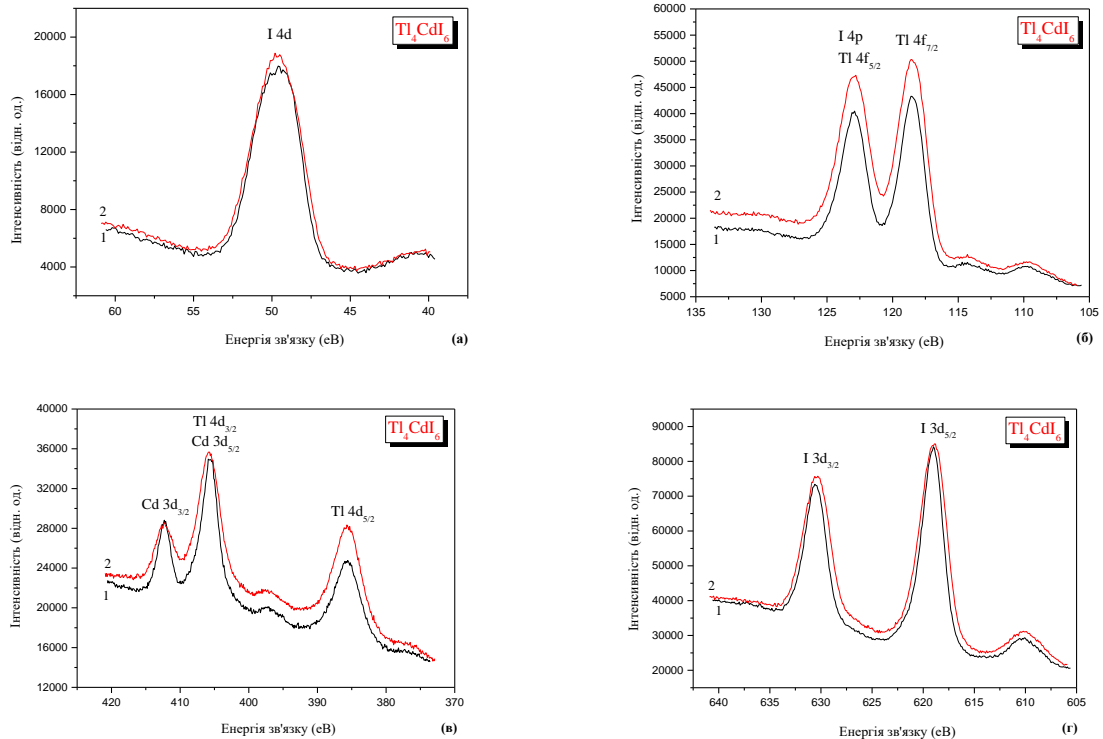 I 4d
Tl₄CdI₆
20000
16000
12000
8000
4000
2
1
60
55
50
45
40
Інтенсивність (відн. од.)
Енергія зв'язку (еВ)
(а)
I 4p
Tl 4f₅/₂
Tl 4f₇/₂
Tl₄CdI₆
60000
55000
50000
45000
40000
35000
30000
25000
20000
15000
10000
5000
2
1
135
130
125
120
115
110
105
Інтенсивність (відн. од.)
Енергія зв'язку (еВ)
(б)
Tl 4d₃/₂
Cd 3d₅/₂
Cd 3d₃/₂
Tl 4d₅/₂
Tl₄CdI₆
40000
36000
32000
28000
24000
20000
16000
12000
2
1
420
410
400
390
380
370
Інтенсивність (відн. од.)
Енергія зв'язку (еВ)
(в)
I 3d₅/₂
I 3d₃/₂
Tl₄CdI₆
90000
80000
70000
60000
50000
40000
30000
20000
2
1
640
635
630
625
620
615
610
605
Інтенсивність (відн. од.)
Енергія зв'язку (еВ)
(г)